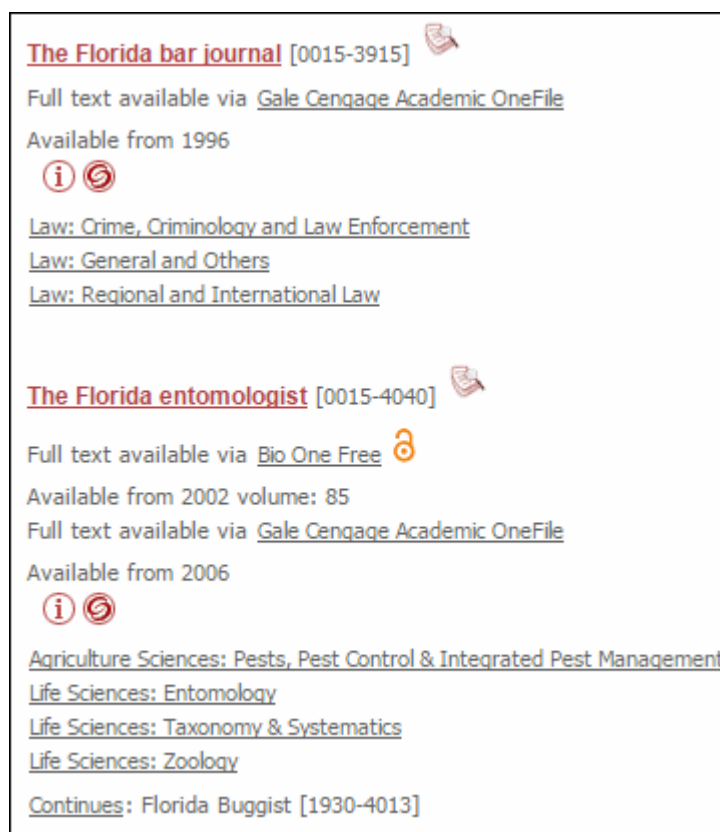 The Florida bar journal [0015-3915]
Full text available via Gale Cengage Academic OneFile
Available from 1996
Law: Crime, Criminology and Law Enforcement
Law: General and Others
Law: Regional and International Law
The Florida entomologist [0015-4040]
Full text available via Bio One Free
Available from 2002 volume: 85
Full text available via Gale Cengage Academic OneFile
Available from 2006
Agriculture Sciences: Pests, Pest Control & Integrated Pest Management
Life Sciences: Entomology
Life Sciences: Taxonomy & Systematics
Life Sciences: Zoology
Continues: Florida Buggist [1930-4013]